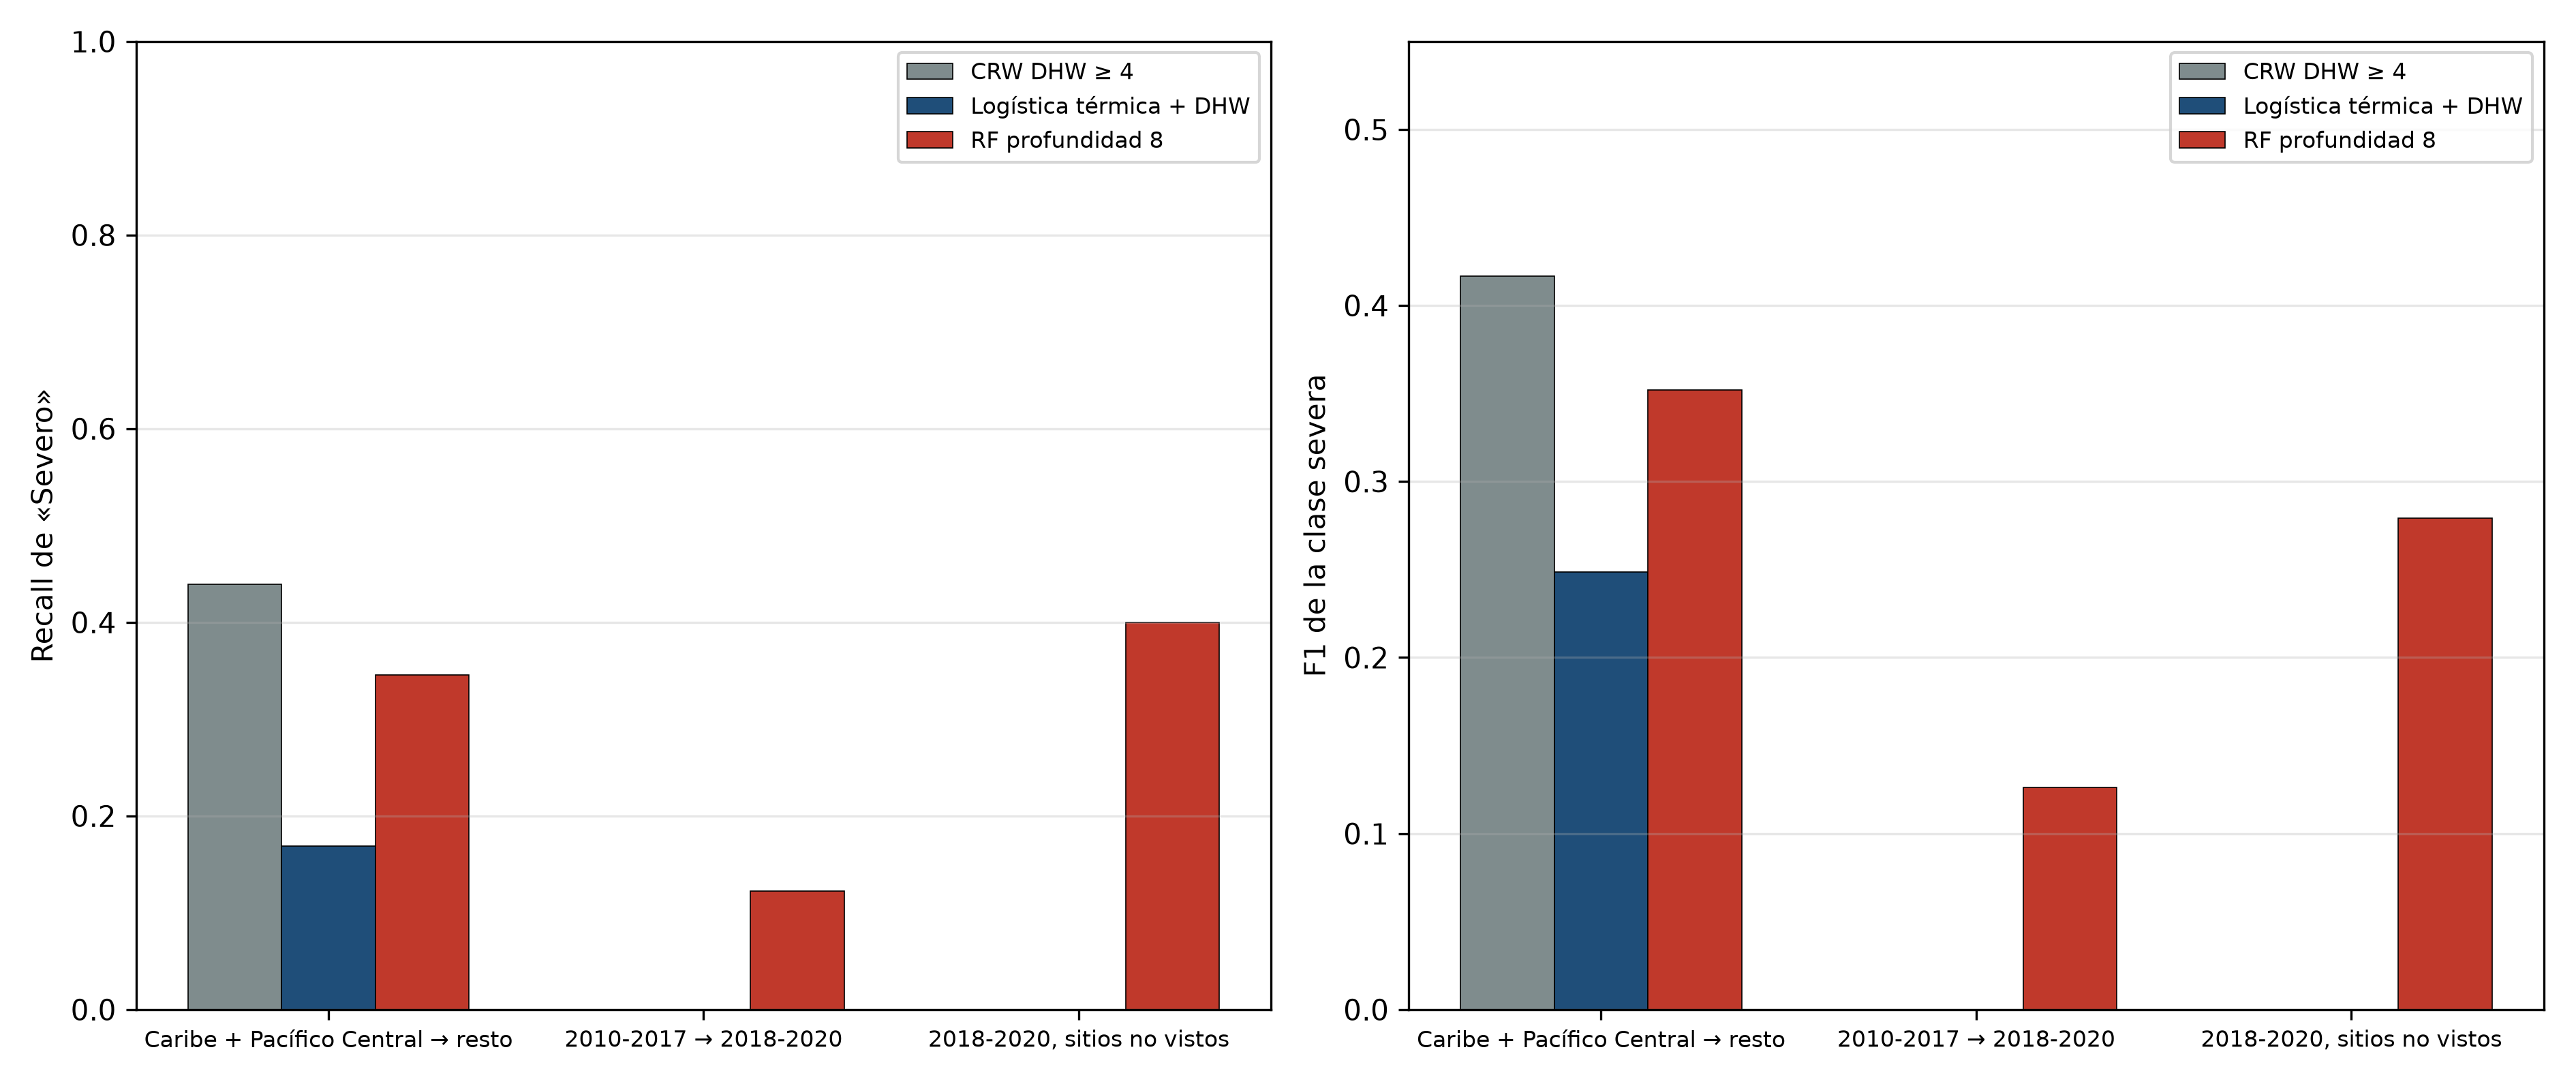 Recall de «Severo»
1.0
0.8
0.6
0.4
0.2
0.0
CRW DHW ≥ 4
Logística térmica + DHW
RF profundidad 8
Caribe + Pacífico Central → resto
2010-2017 → 2018-2020
2018-2020, sitios no vistos
F1 de la clase severa
0.5
0.4
0.3
0.2
0.1
0.0
CRW DHW ≥ 4
Logística térmica + DHW
RF profundidad 8
Caribe + Pacífico Central → resto
2010-2017 → 2018-2020
2018-2020, sitios no vistos